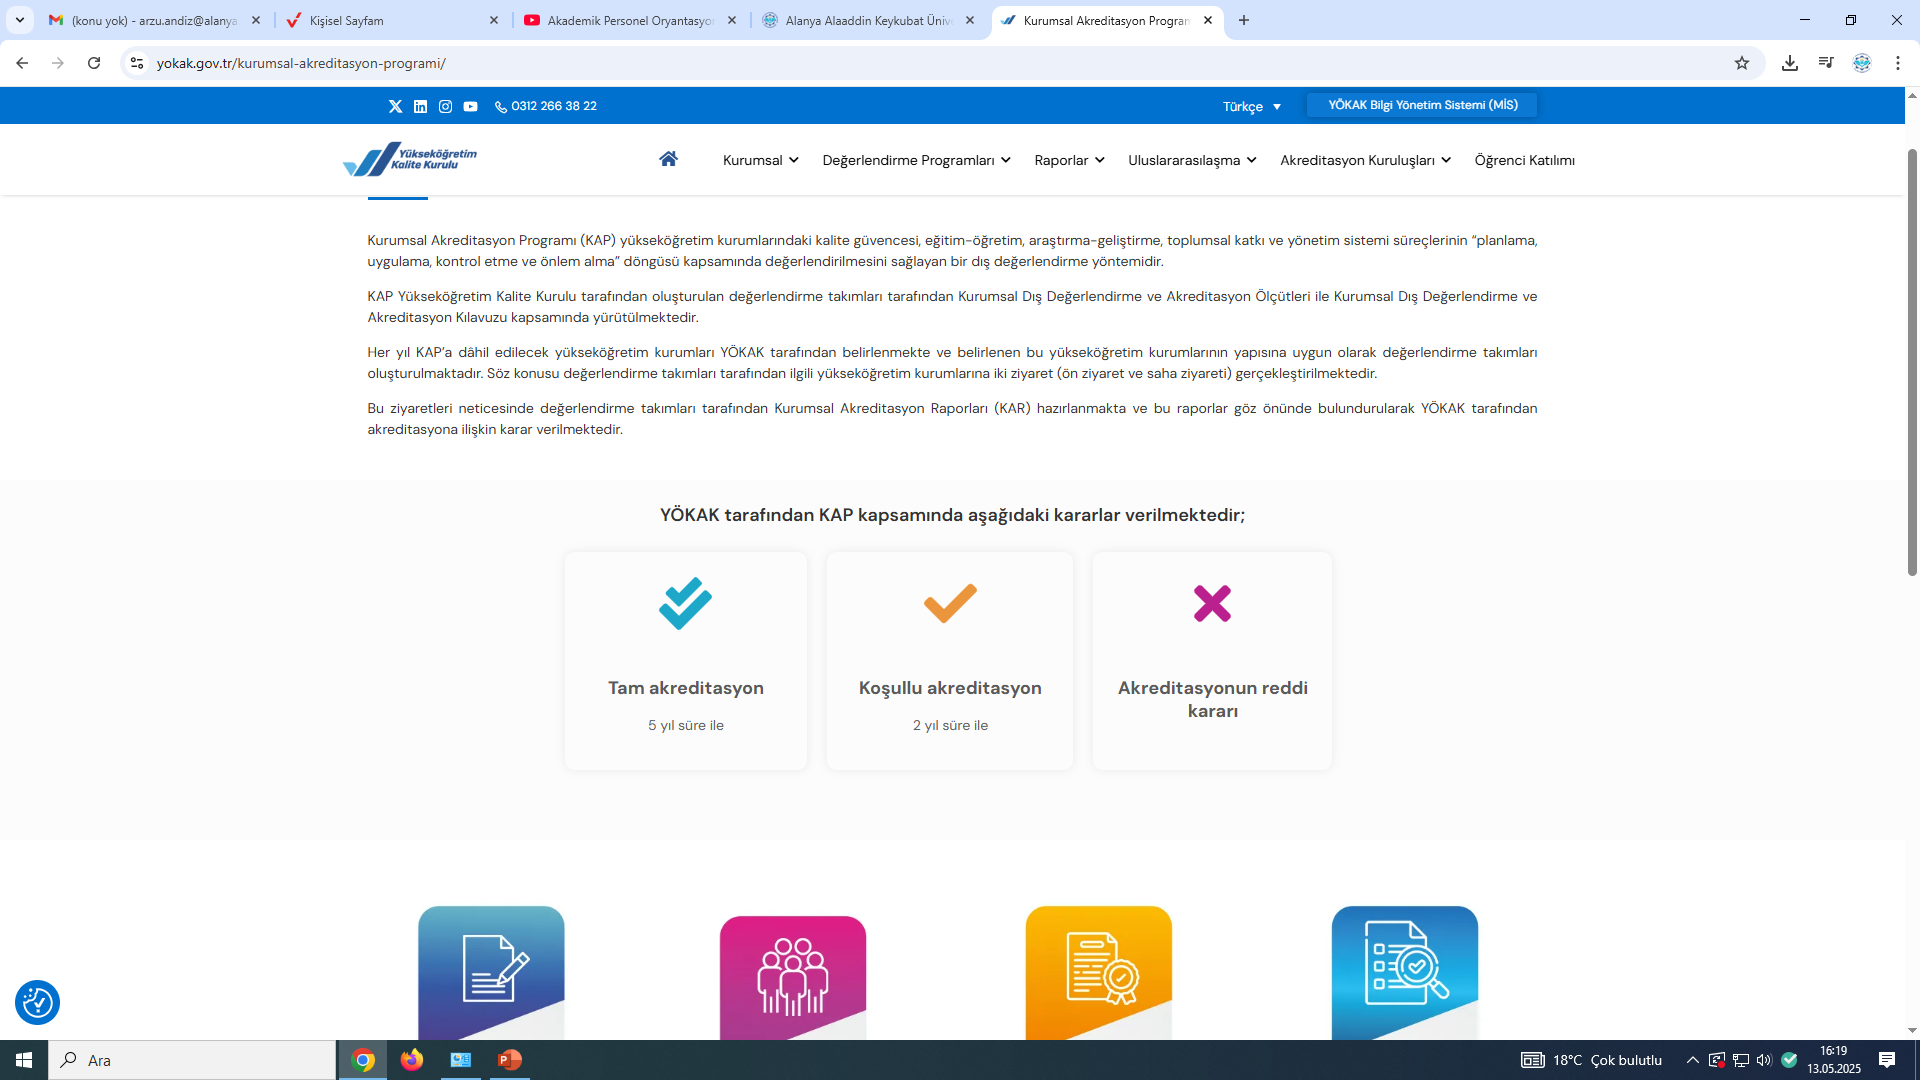 (konu yok) - arzu.andiz@alanya
Kişisel Sayfam
Akademik Personel Oryantasyo
Alanya Alaaddin Keykubat Üniv
Kurumsal Akreditasyon Program
yokak.gov.tr/kurumsal-akreditasyon-programi/
0312 266 38 22
Türkçe
YÖKAK Bilgi Yönetim Sistemi (MİS)
Yükseköğretim
Kalite Kurulu
Kurumsal
Değerlendirme Programları
Raporlar
Uluslararasılaşma
Akreditasyon Kuruluşları
Öğrenci Katılımı
Kurumsal Akreditasyon Programı (KAP) yükseköğretim kurumlarındaki kalite güvencesi, eğitim-öğretim, araştırma-geliştirme, toplumsal katkı ve yönetim sistemi süreçlerinin “planlama,
uygulama, kontrol etme ve önlem alma” döngüsü kapsamında değerlendirilmesini sağlayan bir dış değerlendirme yöntemidir.
KAP Yükseköğretim Kalite Kurulu tarafından oluşturulan değerlendirme takımları tarafından Kurumsal Dış Değerlendirme ve Akreditasyon Ölçütleri ile Kurumsal Dış Değerlendirme ve
Akreditasyon Kılavuzu kapsamında yürütülmektedir.
Her yıl KAP’a dâhil edilecek yükseköğretim kurumları YÖKAK tarafından belirlenmekte ve belirlenen bu yükseköğretim kurumlarının yapısına uygun olarak değerlendirme takımları
oluşturulmaktadır. Söz konusu değerlendirme takımları tarafından ilgili yükseköğretim kurumlarına iki ziyaret (ön ziyaret ve saha ziyareti) gerçekleştirilmektedir.
Bu ziyaretleri neticesinde değerlendirme takımları tarafından Kurumsal Akreditasyon Raporları (KAR) hazırlanmakta ve bu raporlar göz önünde bulundurularak YÖKAK tarafından
akreditasyona ilişkin karar verilmektedir.
YÖKAK tarafından KAP kapsamında aşağıdaki kararlar verilmektedir;
Tam akreditasyon
5 yıl süre ile
Koşullu akreditasyon
2 yıl süre ile
Akreditasyonun reddi
kararı
Ara
18°C Çok bulutlu
16:19
13.05.2025